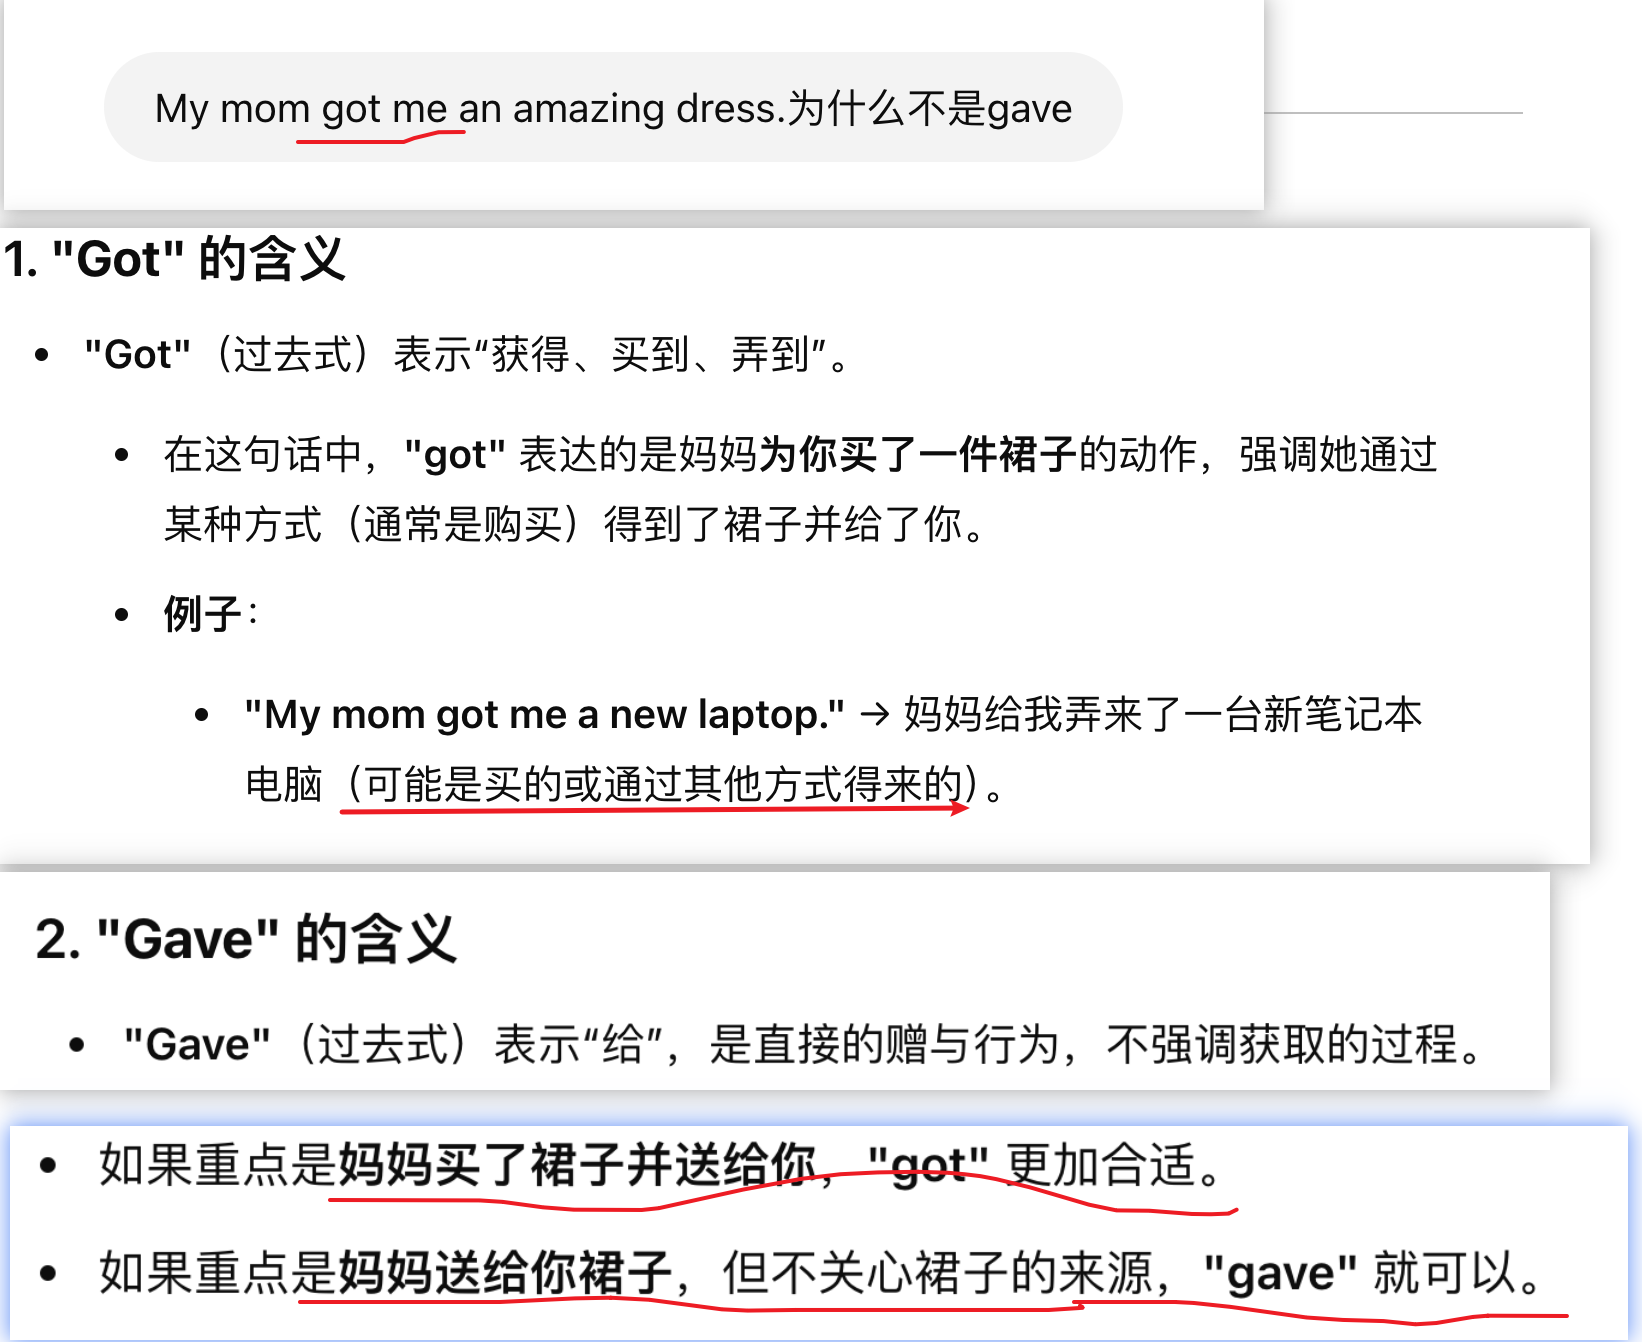 My mom got me an amazing dress.为什么不是gave
1. "Got" 的含义
• "Got"（过去式）表示“获得、买到、弄到”。
• 在这句话中，"got" 表达的是妈妈为你买了一件裙子的动作，强调她通过
某种方式（通常是购买）得到了裙子并给了你。
• 例子：
• "My mom got me a new laptop." → 妈妈给我弄来了一台新笔记本
电脑（可能是买的或通过其他方式得来的）。
2. "Gave" 的含义
• "Gave"（过去式）表示“给”，是直接的赠与行为，不强调获取的过程。
• 如果重点是妈妈买了裙子并送给你，"got" 更加合适。
• 如果重点是妈妈送给你裙子，但不关心裙子的来源，"gave" 就可以。